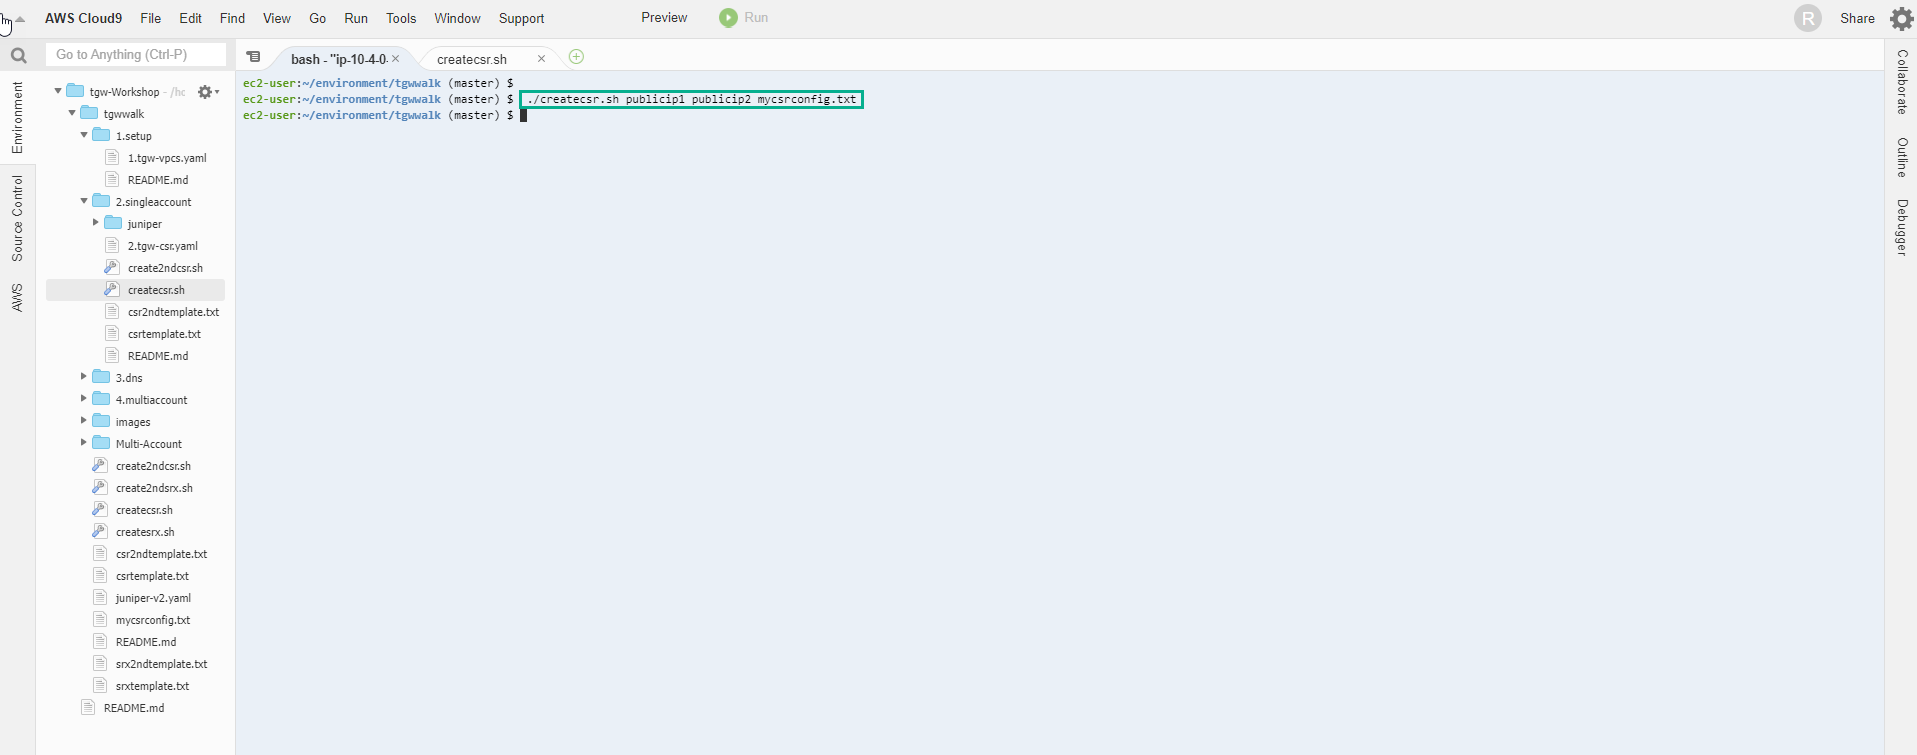 AWS Cloud9 File Edit Find View Go Run Tools Window Support Preview Run R Share
Go to Anything (Ctrl-P)
bash - "ip-10-4-0- × createcsr.sh ×
Environment
Source Control
AWS
tgw-Workshop - /hc
tgwwalk
1.setup
1.tgw-vpcs.yaml
README.md
2.singleaccount
juniper
2.tgw-csr.yaml
create2ndcsr.sh
createcsr.sh
csr2ndtemplate.txt
csrtemplate.txt
README.md
3.dns
4.multiaccount
images
Multi-Account
create2ndcsr.sh
create2ndsrx.sh
createcsr.sh
createsrx.sh
csr2ndtemplate.txt
csrtemplate.txt
juniper-v2.yaml
mycsrconfig.txt
README.md
srx2ndtemplate.txt
srxtemplate.txt
README.md
ec2-user:~/environment/tgwwalk (master) $
ec2-user:~/environment/tgwwalk (master) $ ./createcsr.sh publicip1 publicip2 mycsrconfig.txt
ec2-user:~/environment/tgwwalk (master) $
Collaborate
Outline
Debugger